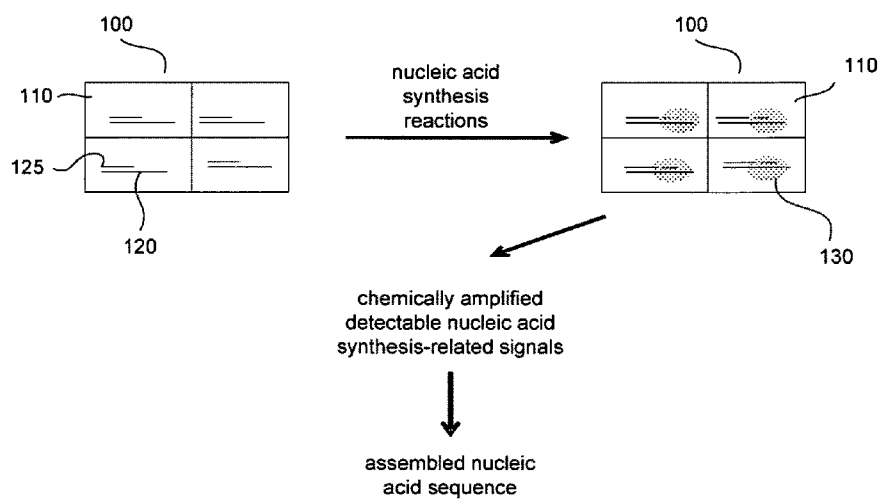 100
100
110
nucleic acid
synthesis
reactions
110
125
120
130
chemically amplified
detectable nucleic acid
synthesis-related signals
assembled nucleic
acid sequence